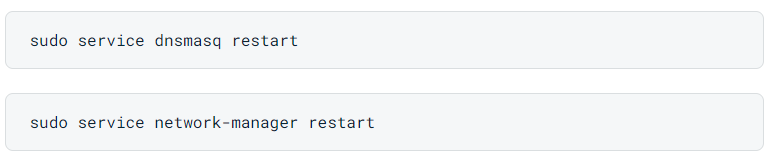 sudo service dnsmasq restart
sudo service network-manager restart